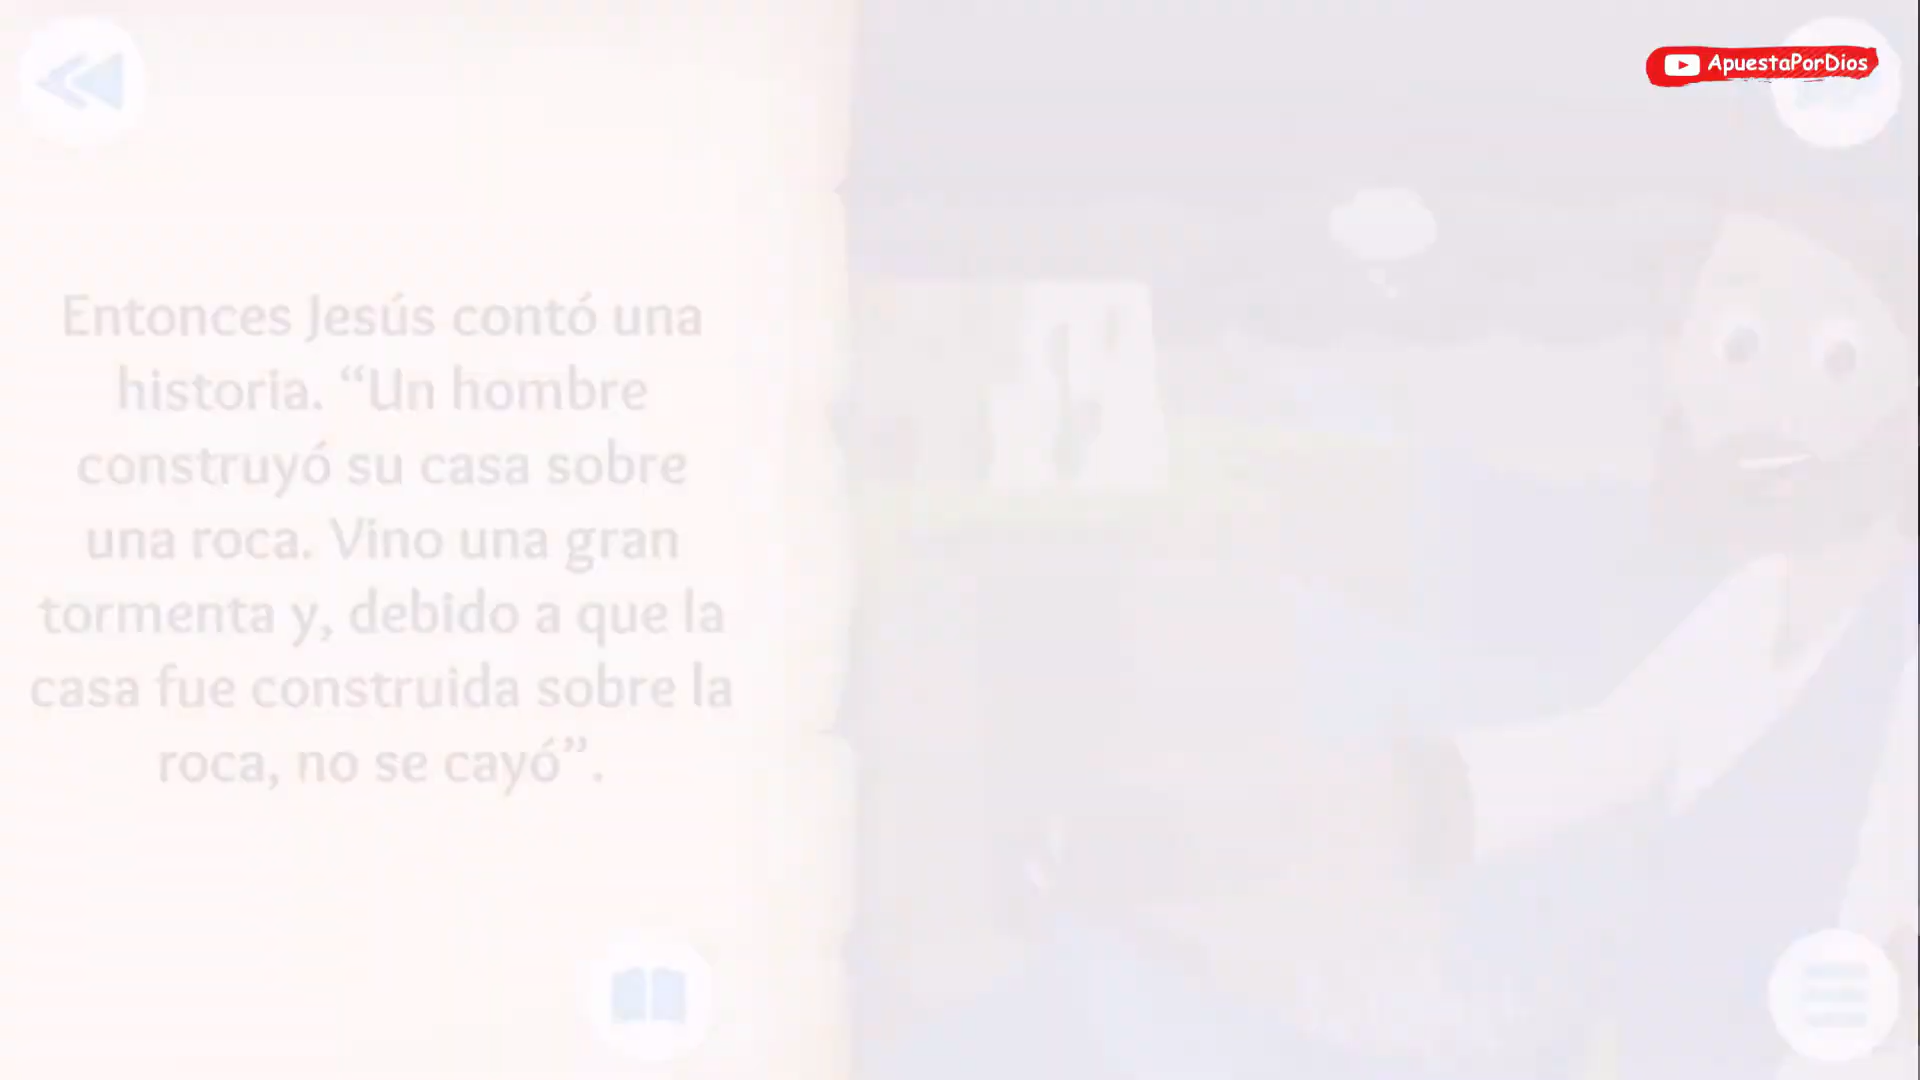 ApuestaPorDios
Entonces Jesús contó una
historia. “Un hombre
construyó su casa sobre
una roca. Vino una gran
tormenta y, debido a que la
casa fue construida sobre la
roca, no se cayó”.